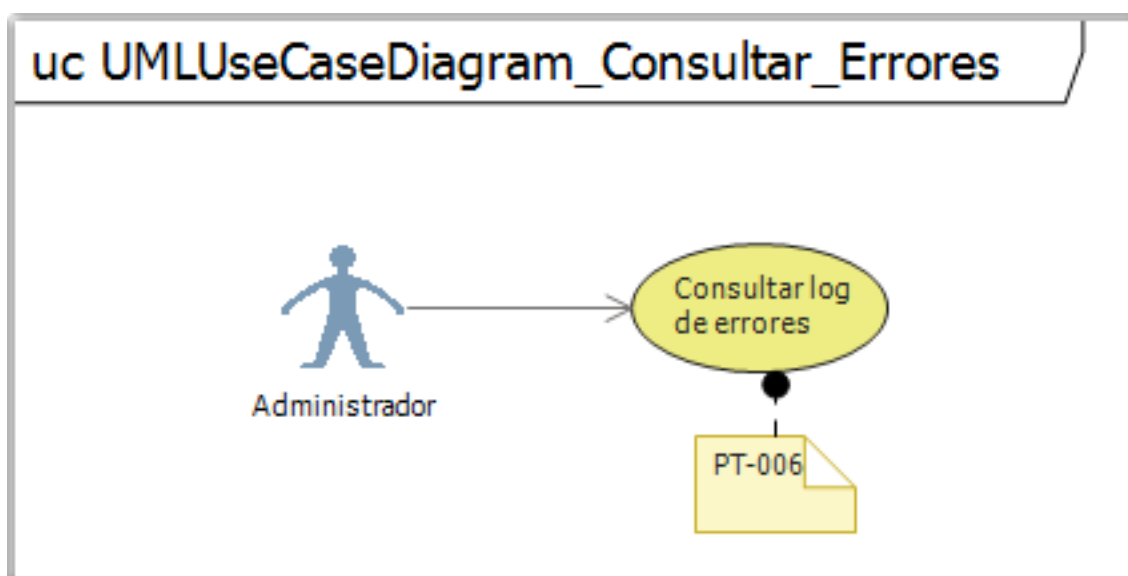 uc UMLUseCaseDiagram_Consultar_Errores
Consultar log
de errores
Administrador
PT-006